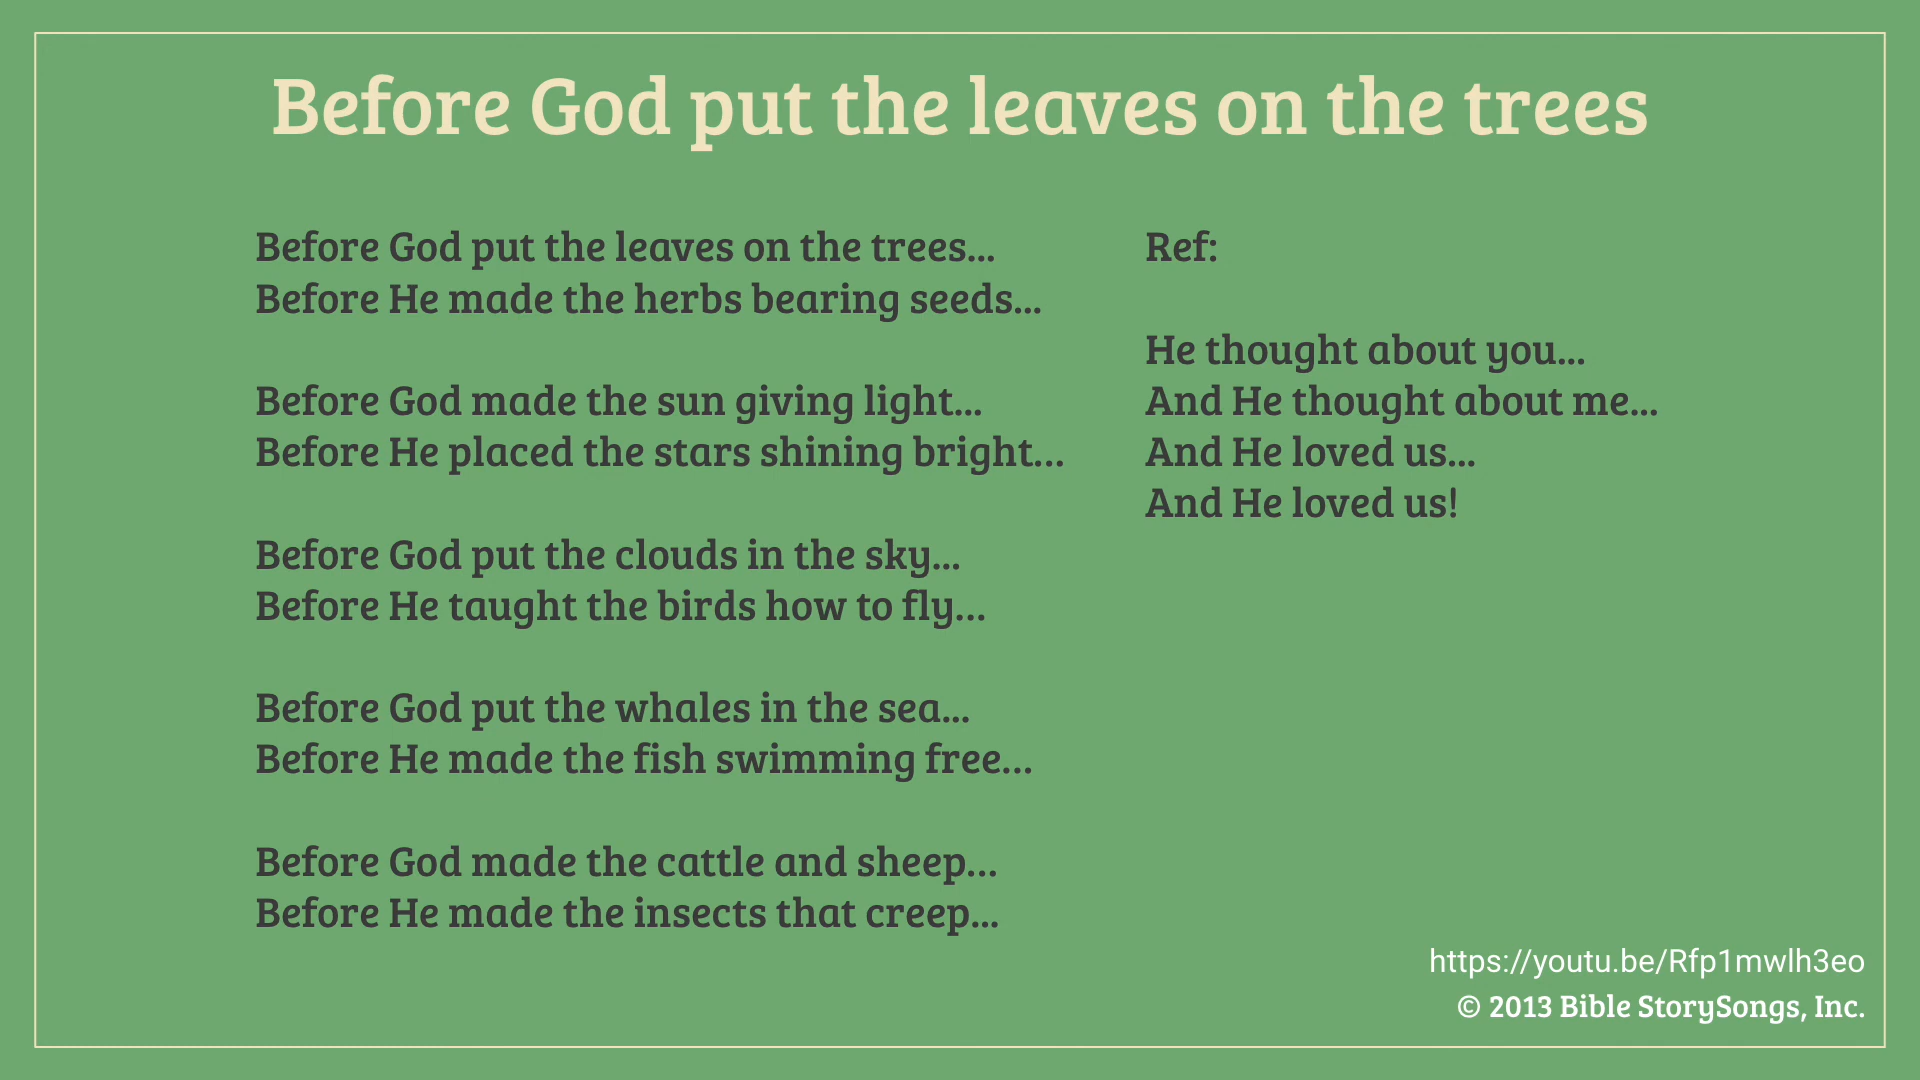 Before God put the leaves on the trees
Before God put the leaves on the trees...
Before He made the herbs bearing seeds...
Before God made the sun giving light...
Before He placed the stars shining bright...
Before God put the clouds in the sky...
Before He taught the birds how to fly...
Before God put the whales in the sea...
Before He made the fish swimming free...
Before God made the cattle and sheep...
Before He made the insects that creep...
Ref:
He thought about you...
And He thought about me...
And He loved us...
And He loved us!
https://youtu.be/Rfp1mwlh3eo
© 2013 Bible StorySongs, Inc.